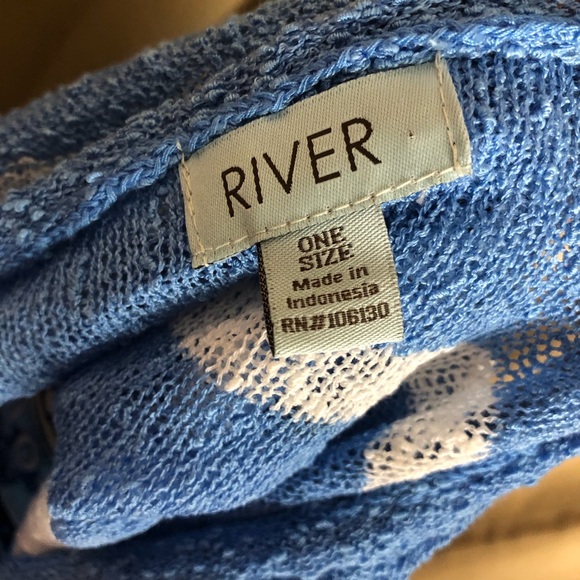 RIVER
ONE
SIZE
Made in
Indonesia
RN#106130